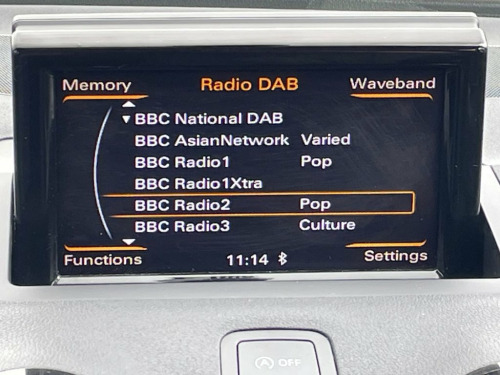 Memory Radio DAB Waveband
BBC National DAB
BBC AsianNetwork Varied
BBC Radio1 Pop
BBC Radio1Xtra
BBC Radio2 Pop
BBC Radio3 Culture
Functions 11:14 Settings
OFF